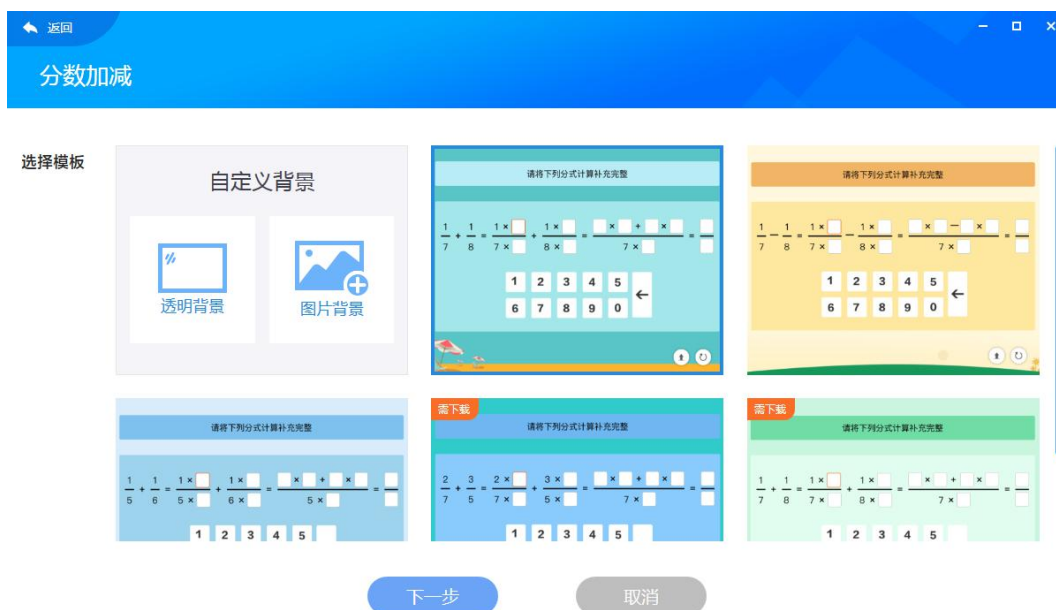 返回
分数加减
选择模板
自定义背景
透明背景
图片背景
请将下列分式计算补充完整
1/7 + 1/8 = 1×□/7×□ + 1×□/8×□ = □×□+□×□/7×□ = □/□
1 2 3 4 5 ←
6 7 8 9 0
请将下列分式计算补充完整
1/7 − 1/8 = 1×□/7×□ − 1×□/8×□ = □×□−□×□/7×□ = □/□
1 2 3 4 5 ←
6 7 8 9 0
请将下列分式计算补充完整
1/5 + 1/6 = 1×□/5×□ + 1×□/6×□ = □×□+□×□/5×□ = □/□
1 2 3 4 5
需下载
请将下列分式计算补充完整
2/7 + 3/5 = 2×□/7×□ + 3×□/5×□ = □×□+□×□/7×□ = □/□
1 2 3 4 5
需下载
请将下列分式计算补充完整
1/7 + 1/8 = 1×□/7×□ + 1×□/8×□ = □×□+□×□/7×□ = □/□
1 2 3 4 5
下一步
取消